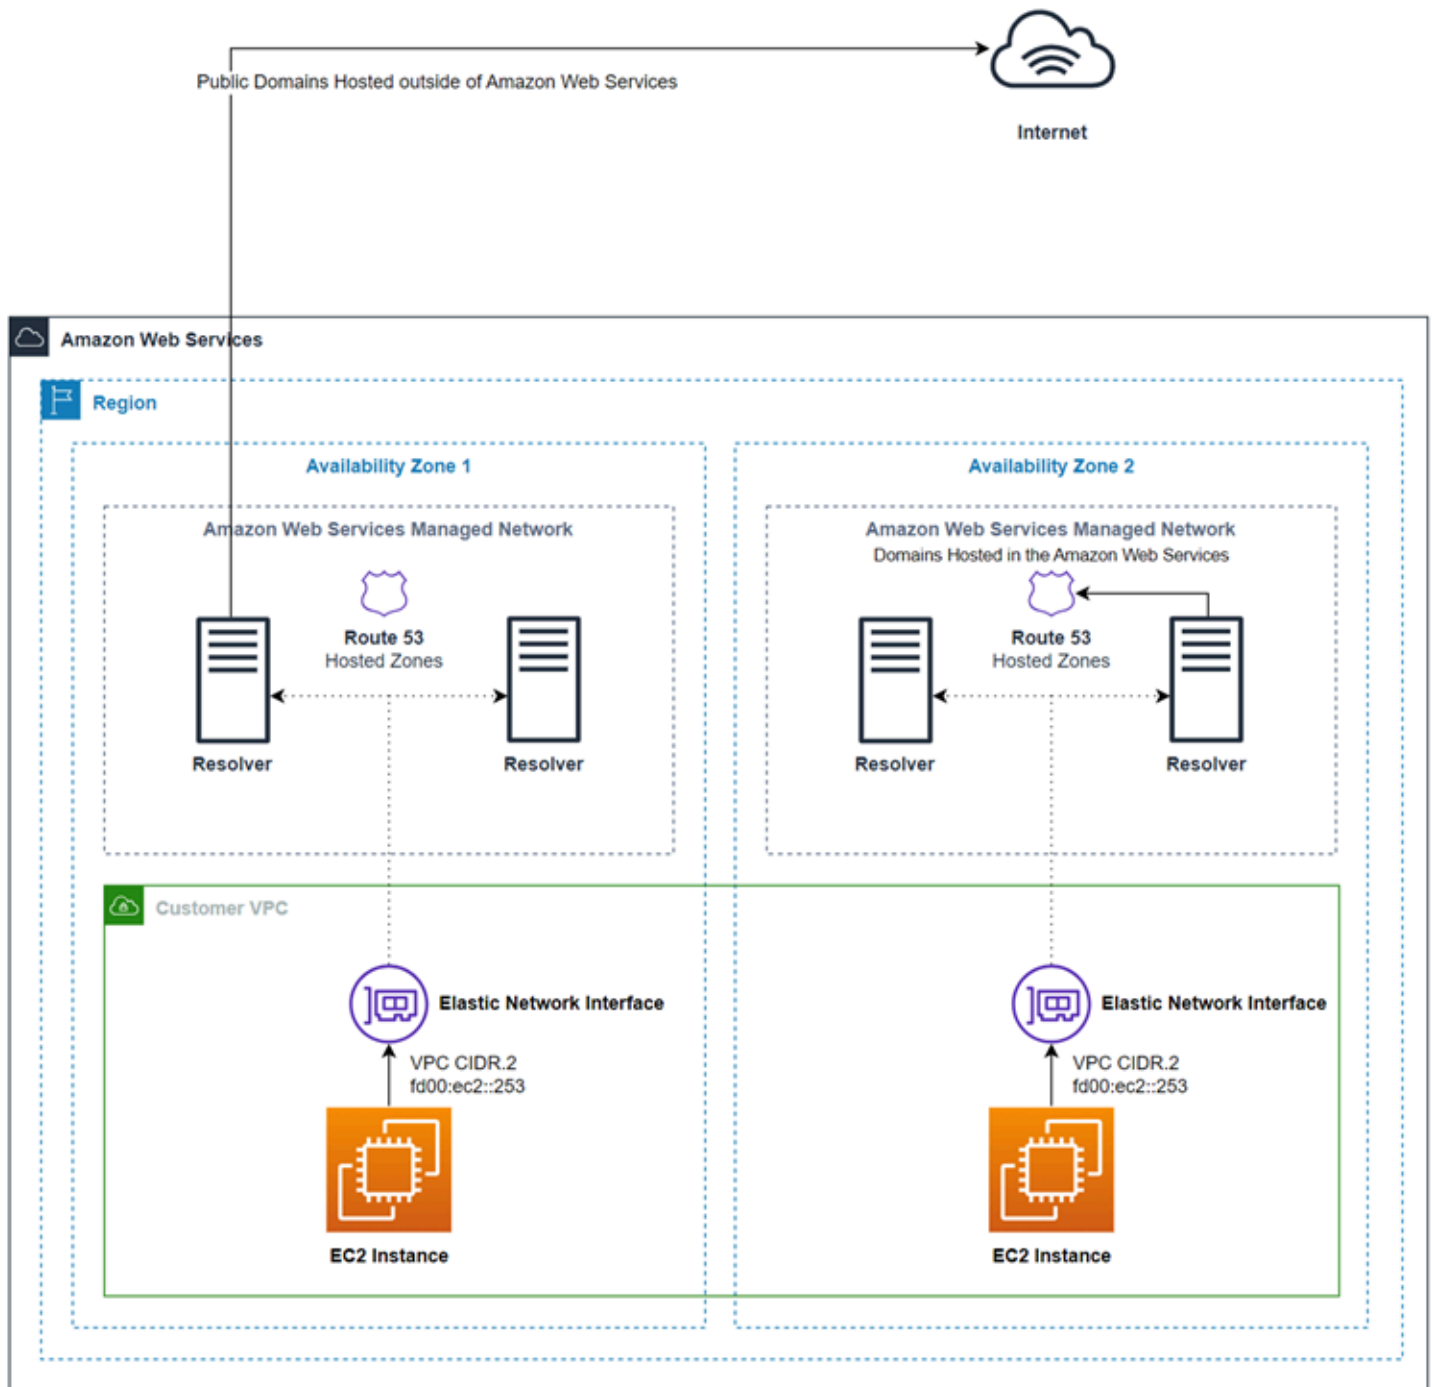 Public Domains Hosted outside of Amazon Web Services
Internet
Amazon Web Services
Region
Availability Zone 1
Amazon Web Services Managed Network
Route 53
Hosted Zones
Resolver
Resolver
Availability Zone 2
Amazon Web Services Managed Network
Domains Hosted in the Amazon Web Services
Route 53
Hosted Zones
Resolver
Resolver
Customer VPC
Elastic Network Interface
VPC CIDR.2
fd00:ec2::253
EC2 Instance
Elastic Network Interface
VPC CIDR.2
fd00:ec2::253
EC2 Instance